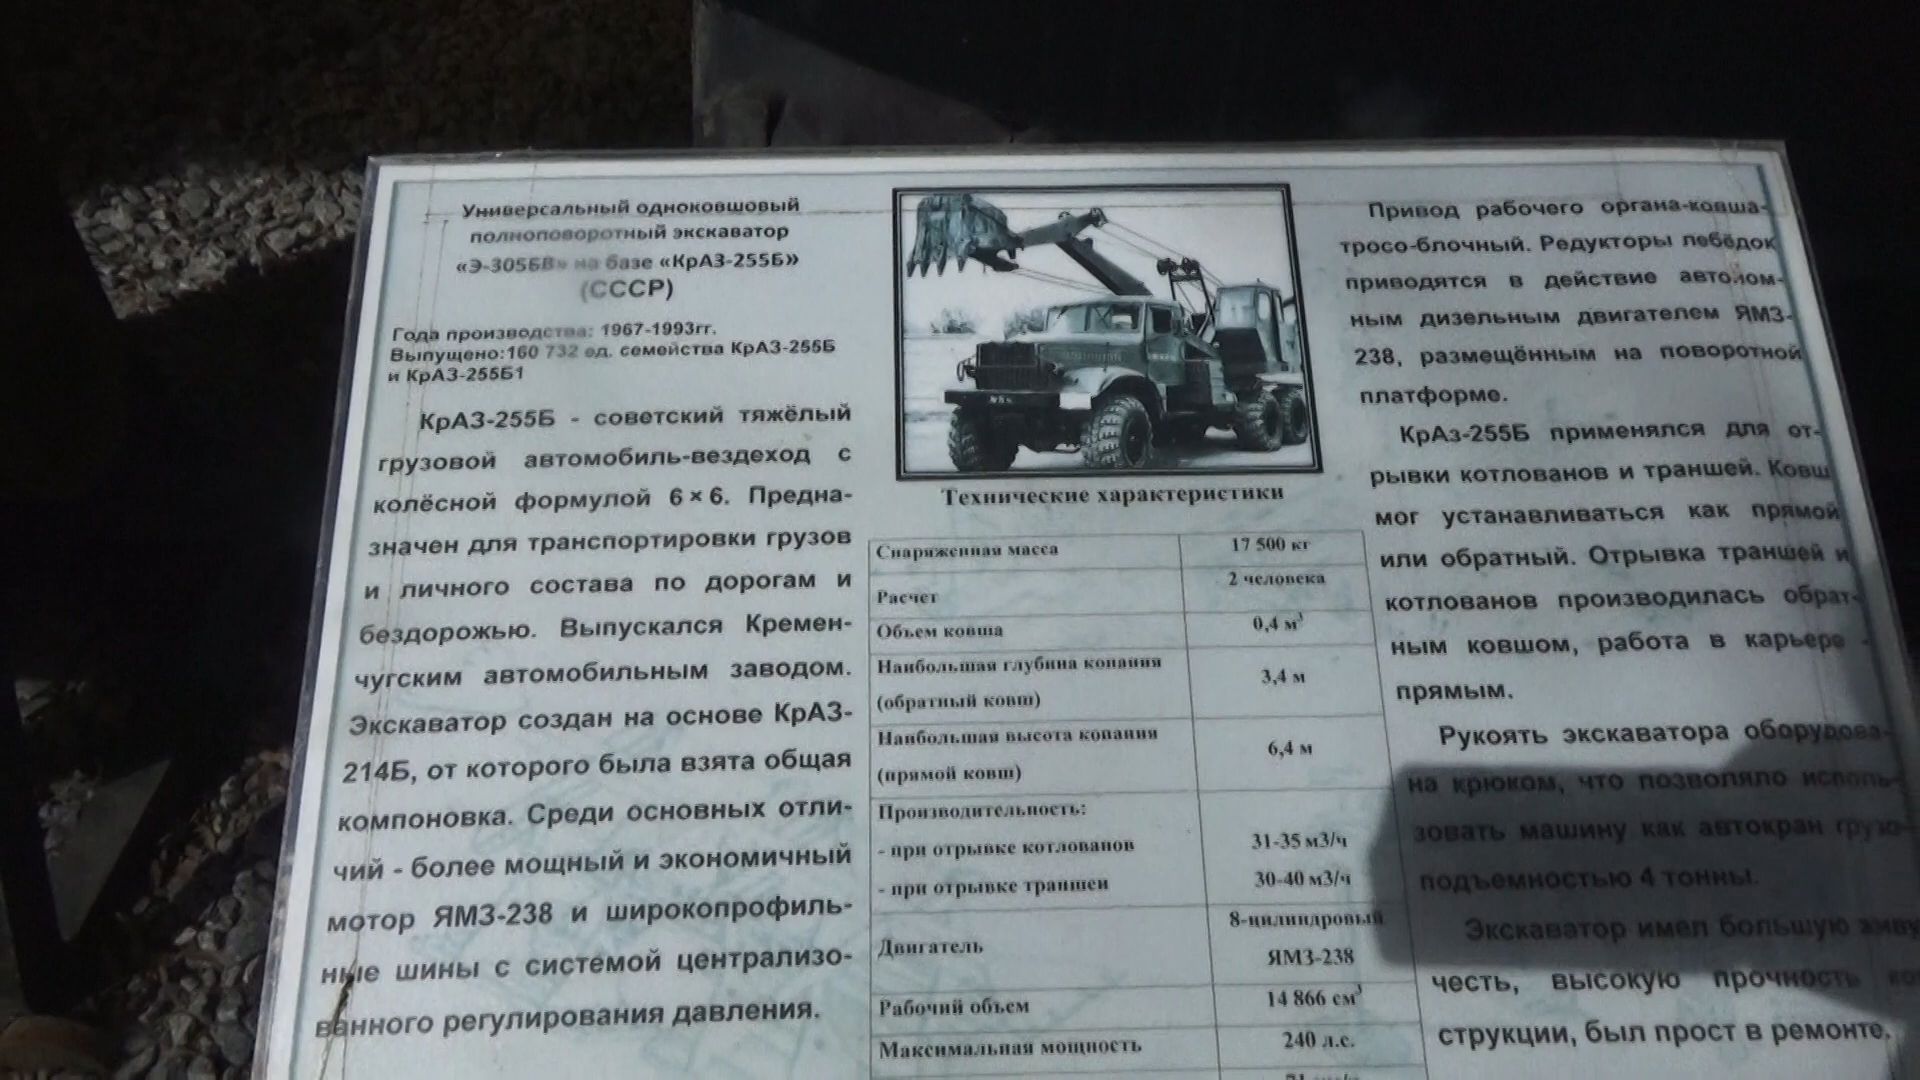 Универсальный одноковшовый
полноповоротный экскаватор
«Э-305БВ» на базе «КрАЗ-255Б»
(СССР)
Года производства: 1967-1993гг.
Выпущено:160 732 ед. семейства КрАЗ-255Б
и КрАЗ-255Б1
КрАЗ-255Б - советский тяжёлый
грузовой автомобиль-вездеход с
колёсной формулой 6×6. Предна-
значен для транспортировки грузов
и личного состава по дорогам и
бездорожью. Выпускался Кремен-
чугским автомобильным заводом.
Экскаватор создан на основе КрАЗ-
214Б, от которого была взята общая
компоновка. Среди основных отли-
чий - более мощный и экономичный
мотор ЯМЗ-238 и широкопрофиль-
ные шины с системой централизо-
ванного регулирования давления.
Технические характеристики
Снаряженная масса 17 500 кг
Расчет 2 человека
Объем ковша 0,4 м³
Наибольшая глубина копания
(обратный ковш) 3,4 м
Наибольшая высота копания
(прямой ковш) 6,4 м
Производительность:
- при отрывке котлованов 31-35 м3/ч
- при отрывке траншеи 30-40 м3/ч
Двигатель 8-цилиндровый
ЯМЗ-238
Рабочий объем 14 866 см³
Максимальная мощность 240 л.с.
Привод рабочего органа-ковша-
тросо-блочный. Редукторы лебёдок
приводятся в действие автоном-
ным дизельным двигателем ЯМЗ-
238, размещённым на поворотной
платформе.
КрАз-255Б применялся для от-
рывки котлованов и траншей. Ковш
мог устанавливаться как прямой
или обратный. Отрывка траншей и
котлованов производилась обрат-
ным ковшом, работа в карьере -
прямым.
Рукоять экскаватора оборудова-
на крюком, что позволяло исполь-
зовать машину как автокран грузо-
подъемностью 4 тонны.
Экскаватор имел большую живу
честь, высокую прочность ко
струкции, был прост в ремонте.